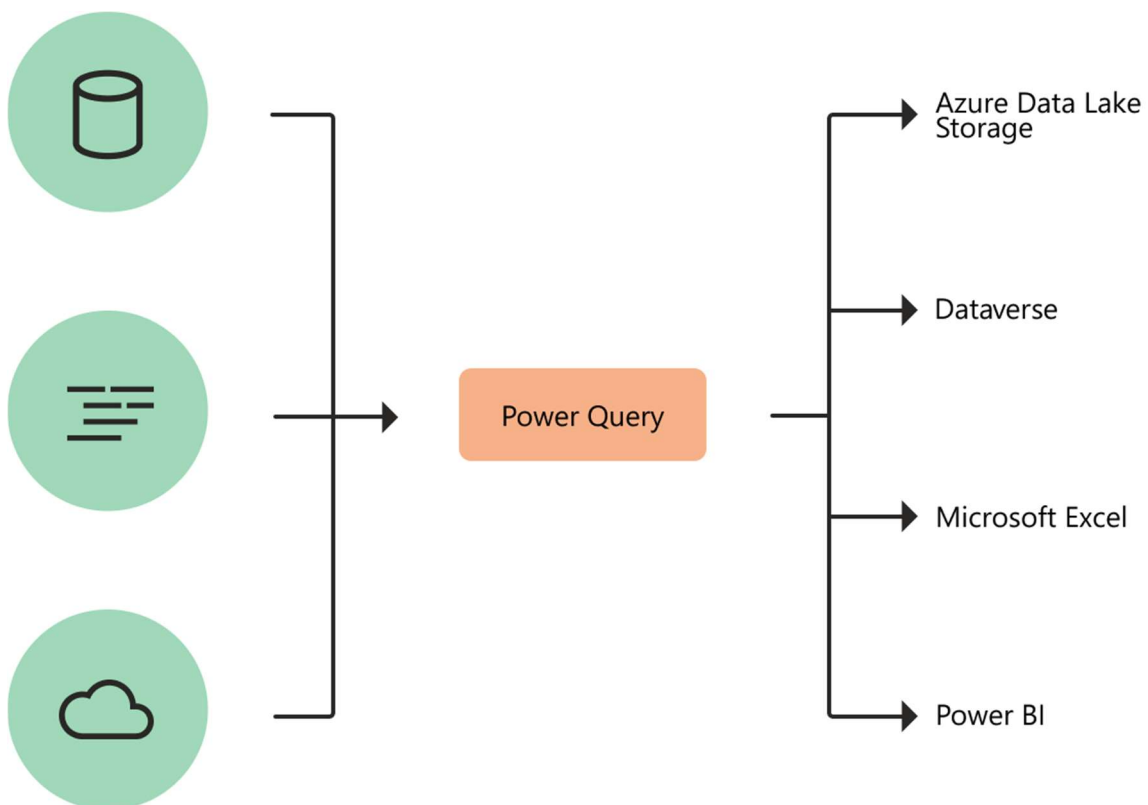 Azure Data Lake
Storage
Dataverse
Power Query
Microsoft Excel
Power BI